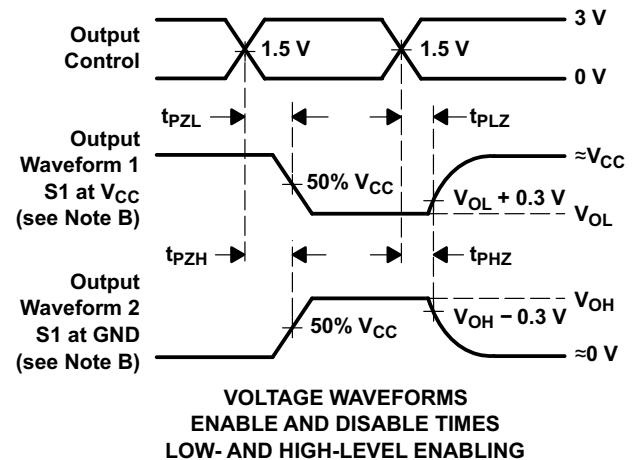 Output
Control
1.5 V
1.5 V
3 V
0 V
tPZL
tPLZ
Output
Waveform 1
S1 at VCC
(see Note B)
50% VCC
VOL + 0.3 V
≈VCC
VOL
tPZH
tPHZ
Output
Waveform 2
S1 at GND
(see Note B)
50% VCC
VOH − 0.3 V
VOH
≈0 V
VOLTAGE WAVEFORMS
ENABLE AND DISABLE TIMES
LOW- AND HIGH-LEVEL ENABLING